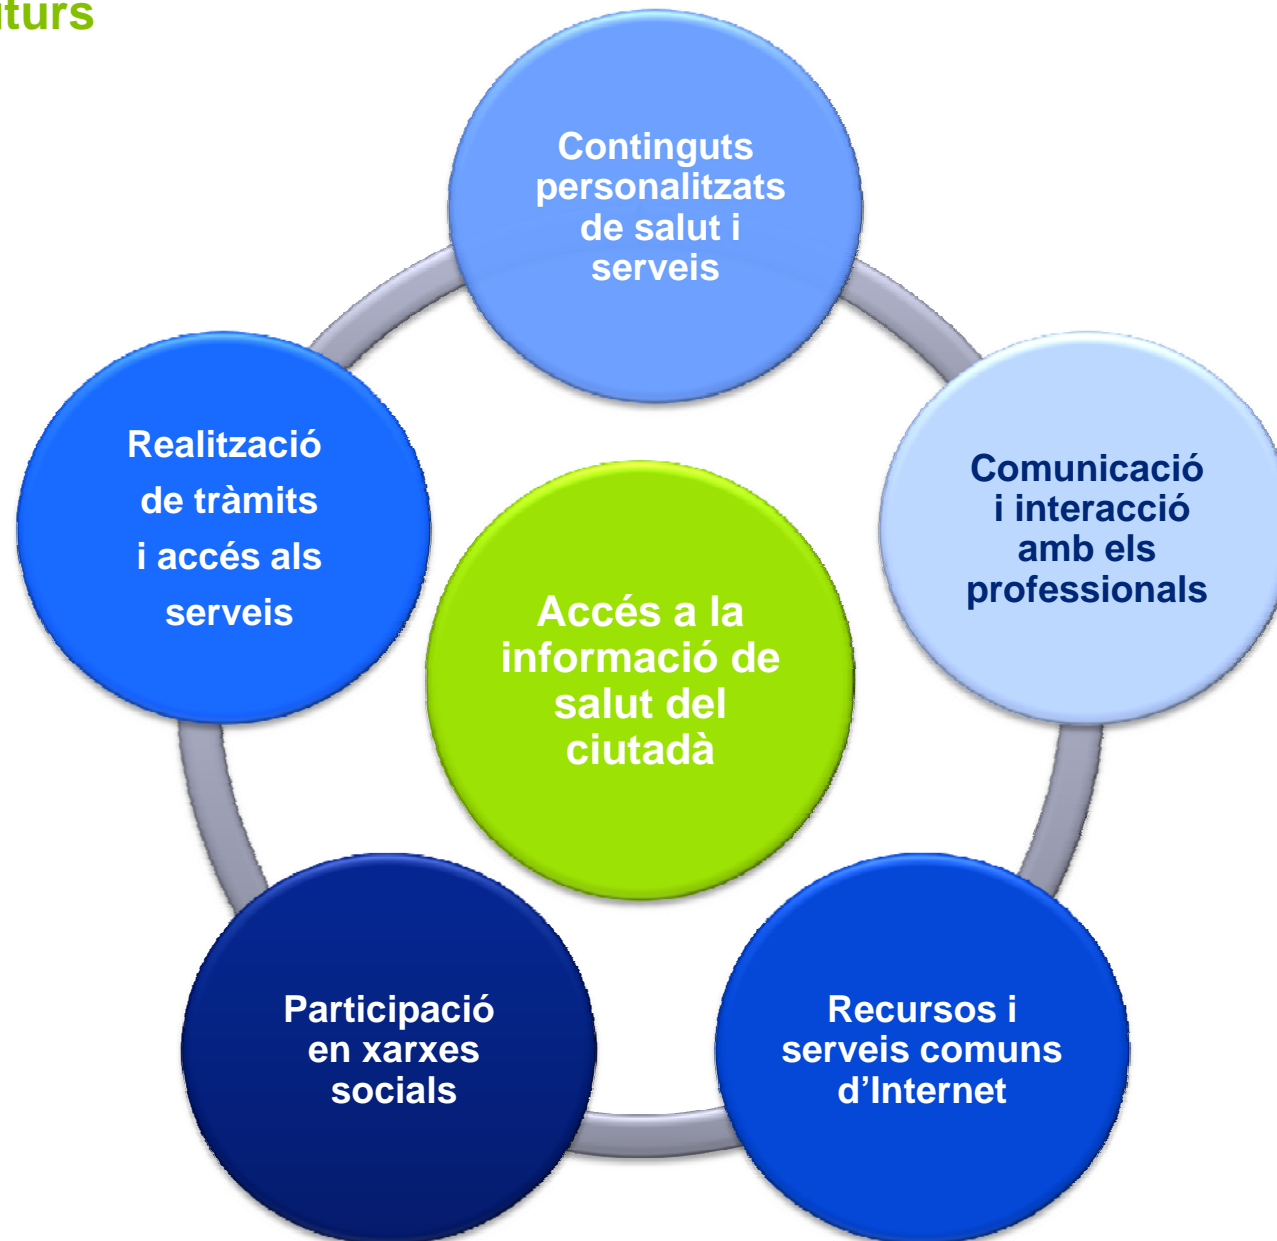 Continguts
personalitzats
de salut i
serveis
Comunicació
i interacció
amb els
professionals
Recursos i
serveis comuns
d’Internet
Participació
en xarxes
socials
Realització
de tràmits
i accés als
serveis
Accés a la
informació de
salut del
ciutadà